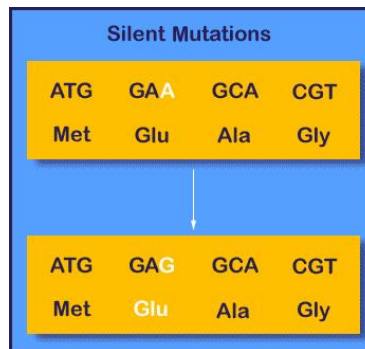 Silent Mutations
ATG GAA GCA CGT
Met Glu Ala Gly
ATG GAG GCA CGT
Met Glu Ala Gly